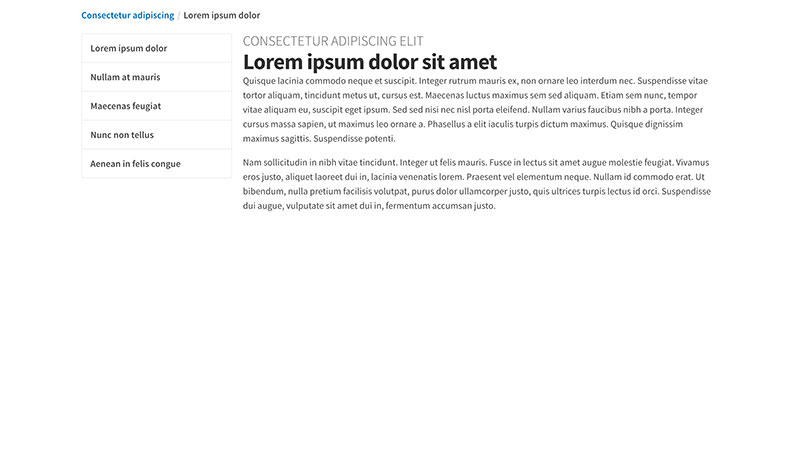 Consectetur adipiscing / Lorem ipsum dolor
Lorem ipsum dolor
Nullam at mauris
Maecenas feugiat
Nunc non tellus
Aenean in felis congue
CONSECTETUR ADIPISCING ELIT
Lorem ipsum dolor sit amet
Quisque lacinia commodo neque et suscipit. Integer rutrum mauris ex, non ornare leo interdum nec. Suspendisse vitae
tortor aliquam, tincidunt metus ut, cursus est. Maecenas luctus maximus sem sed aliquam. Etiam sem nunc, tempor
vitae aliquam eu, suscipit eget ipsum. Sed sed nisi nec nisl porta eleifend. Nullam varius faucibus nibh a porta. Integer
cursus massa sapien, ut maximus leo ornare a. Phasellus a elit iaculis turpis dictum maximus. Quisque dignissim
maximus sagittis. Suspendisse potenti.
Nam sollicitudin in nibh vitae tincidunt. Integer ut felis mauris. Fusce in lectus sit amet augue molestie feugiat. Vivamus
eros justo, aliquet laoreet dui in, lacinia venenatis lorem. Praesent vel elementum neque. Nullam id commodo erat. Ut
bibendum, nulla pretium facilisis volutpat, purus dolor ullamcorper justo, quis ultrices turpis lectus id orci. Suspendisse
dui augue, vulputate sit amet dui in, fermentum accumsan justo.